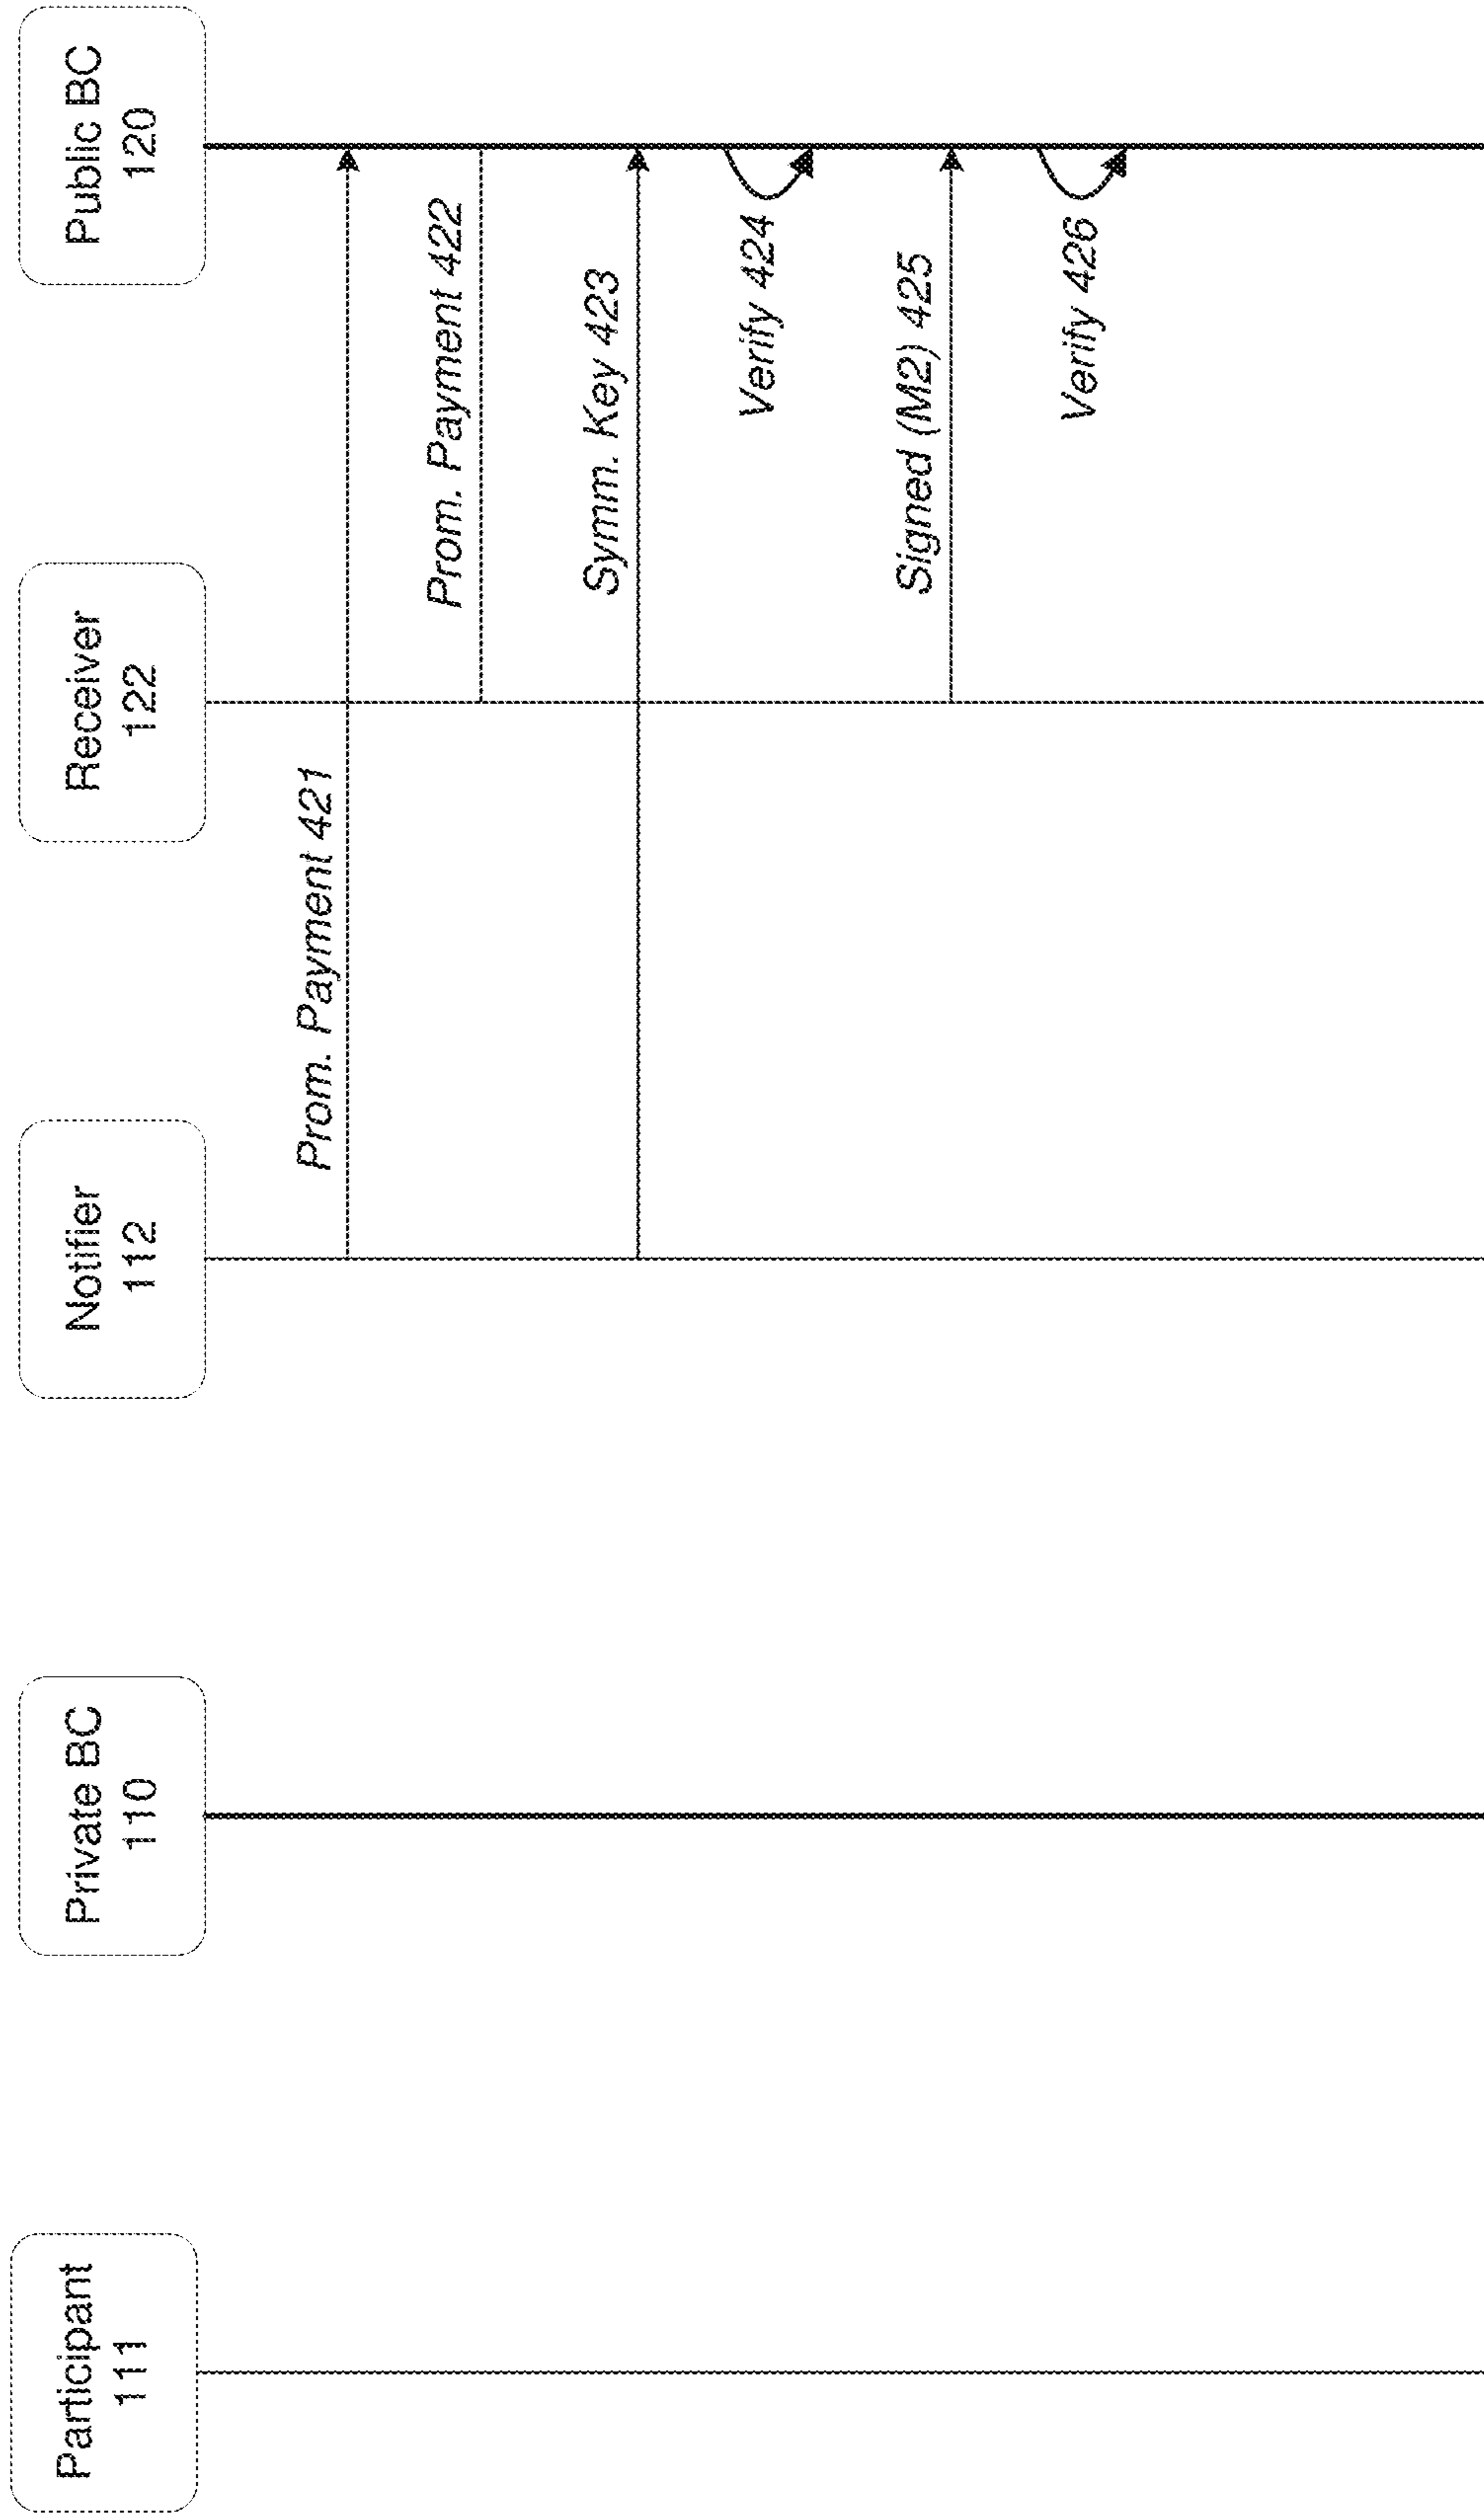 Participant
111
Private BC
110
Notifier
112
Receiver
122
Public BC
120
Prom. Payment 421
Prom. Payment 422
Symm. Key 423
Verify 424
Signed (M2) 425
Verify 426